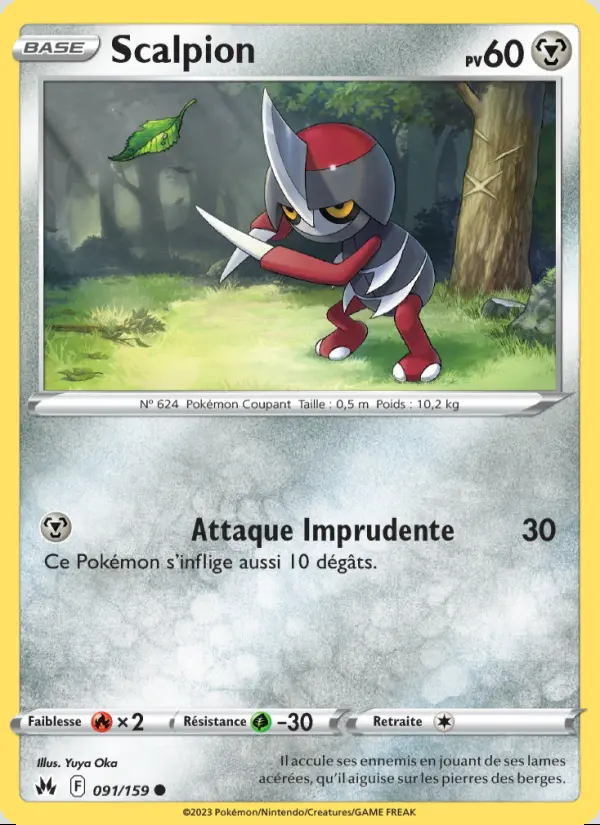 BASE Scalpion PV60
N° 624 Pokémon Coupant Taille : 0,5 m Poids : 10,2 kg
Attaque Imprudente 30
Ce Pokémon s'inflige aussi 10 dégâts.
Faiblesse ×2 Résistance -30 Retraite
Illus. Yuya Oka
Il accule ses ennemis en jouant de ses lames
acérées, qu'il aiguise sur les pierres des berges.
F 091/159
©2023 Pokémon/Nintendo/Creatures/GAME FREAK